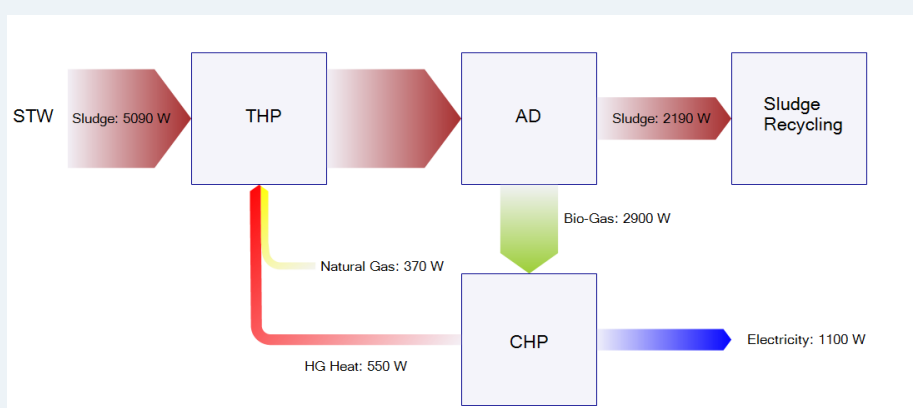 STW
Sludge: 5090 W
THP
AD
Sludge: 2190 W
Sludge
Recycling
Bio-Gas: 2900 W
Natural Gas: 370 W
HG Heat: 550 W
CHP
Electricity: 1100 W